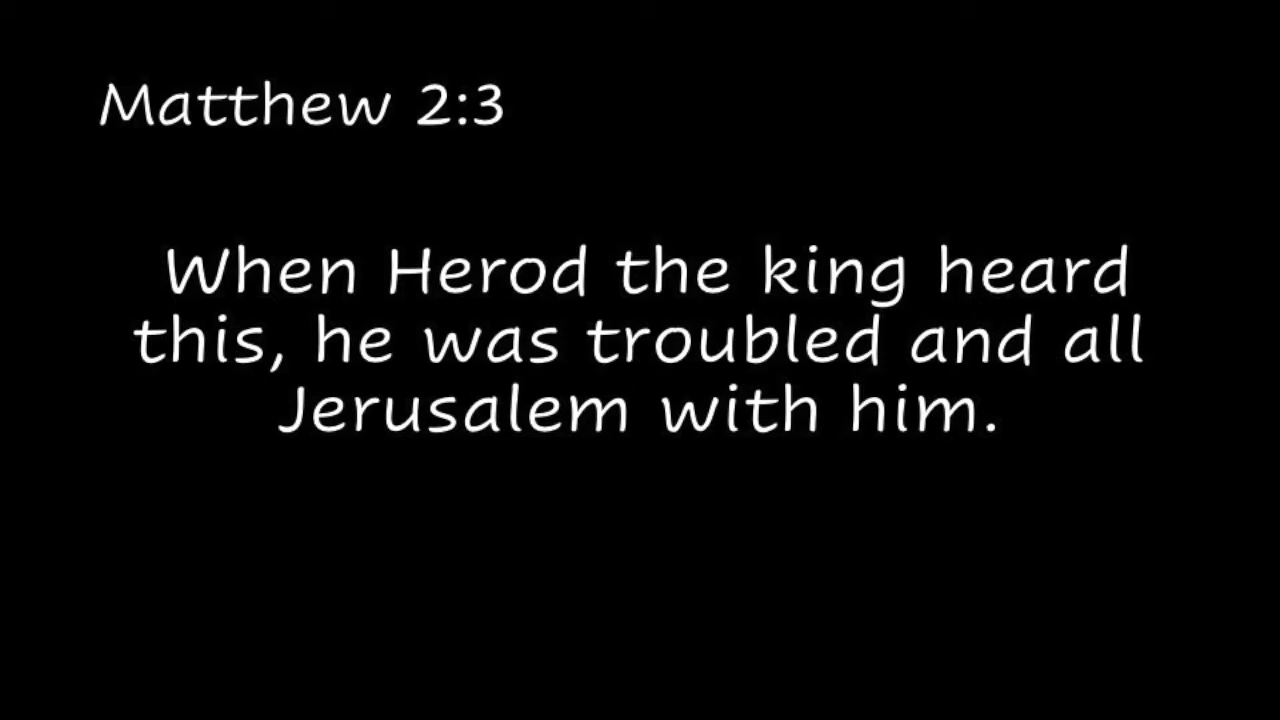 Matthew 2:3
When Herod the king heard
this, he was troubled and all
Jerusalem with him.